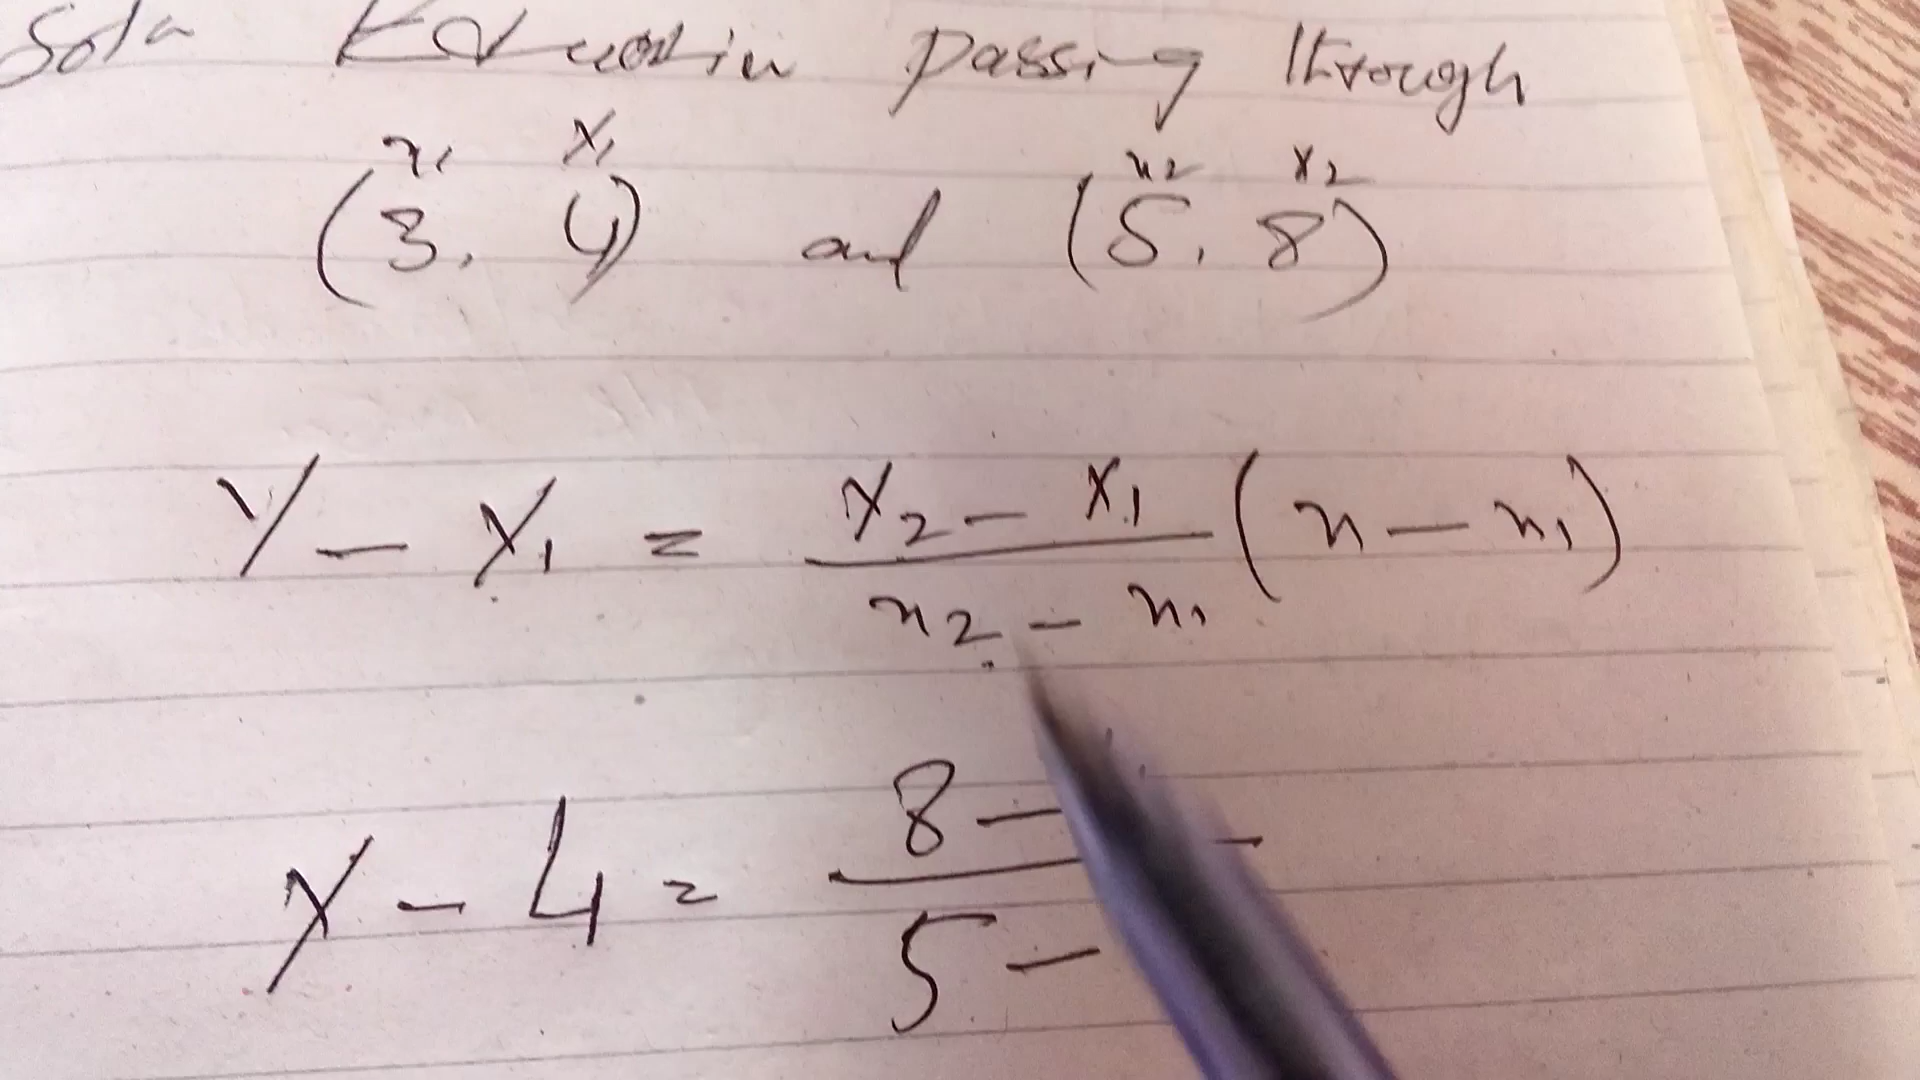 Soln Equation passing through
x₁ y₁ x₂ y₂
(3, 4) and (5, 8)
y - y₁ = y₂ - y₁ / x₂ - x₁ (x - x₁)
y - 4 = 8 - / 5 -